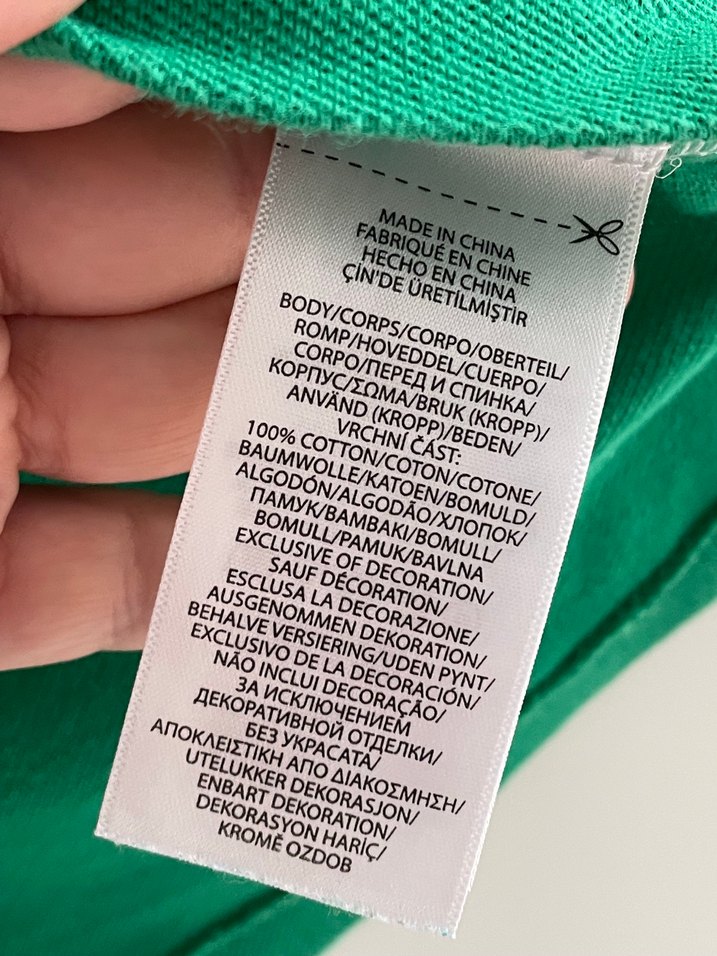 MADE IN CHINA
FABRIQUÉ EN CHINE
HECHO EN CHINA
ÇİN'DE ÜRETİLMİŞTİR
BODY/CORPS/CORPO/OBERTEIL/
ROMP/HOVEDDEL/CUERPO/
CORPO/ПЕРЕД И СПИНКА/
КОРПУС/ΣΩΜΑ/BRUK (KROPP)/
ANVÄND (KROPP)/BEDEN/
VRCHNÍ ČÁST:
100% COTTON/COTON/COTONE/
BAUMWOLLE/KATOEN/BOMULD/
ALGODÓN/ALGODÃO/ХЛОПОК/
ПАМУК/BAMBAKI/BOMULL/
BOMULL/PAMUK/BAVLNA
EXCLUSIVE OF DECORATION/
SAUF DÉCORATION/
ESCLUSA LA DECORAZIONE/
AUSGENOMMEN DEKORATION/
BEHALVE VERSIERING/UDEN PYNT/
EXCLUSIVO DE LA DECORACIÓN/
NÃO INCLUI DECORAÇÃO/
ЗА ИСКЛЮЧЕНИЕМ
ДЕКОРАТИВНОЙ ОТДЕЛКИ/
БЕЗ УКРАСАТА/
ΑΠΟΚΛΕΙΣΤΙΚΗ ΑΠΟ ΔΙΑΚΟΣΜΗΣΗ/
UTELUKKER DEKORASJON/
ENBART DEKORATION/
DEKORASYON HARİÇ/
KROMĚ OZDOB